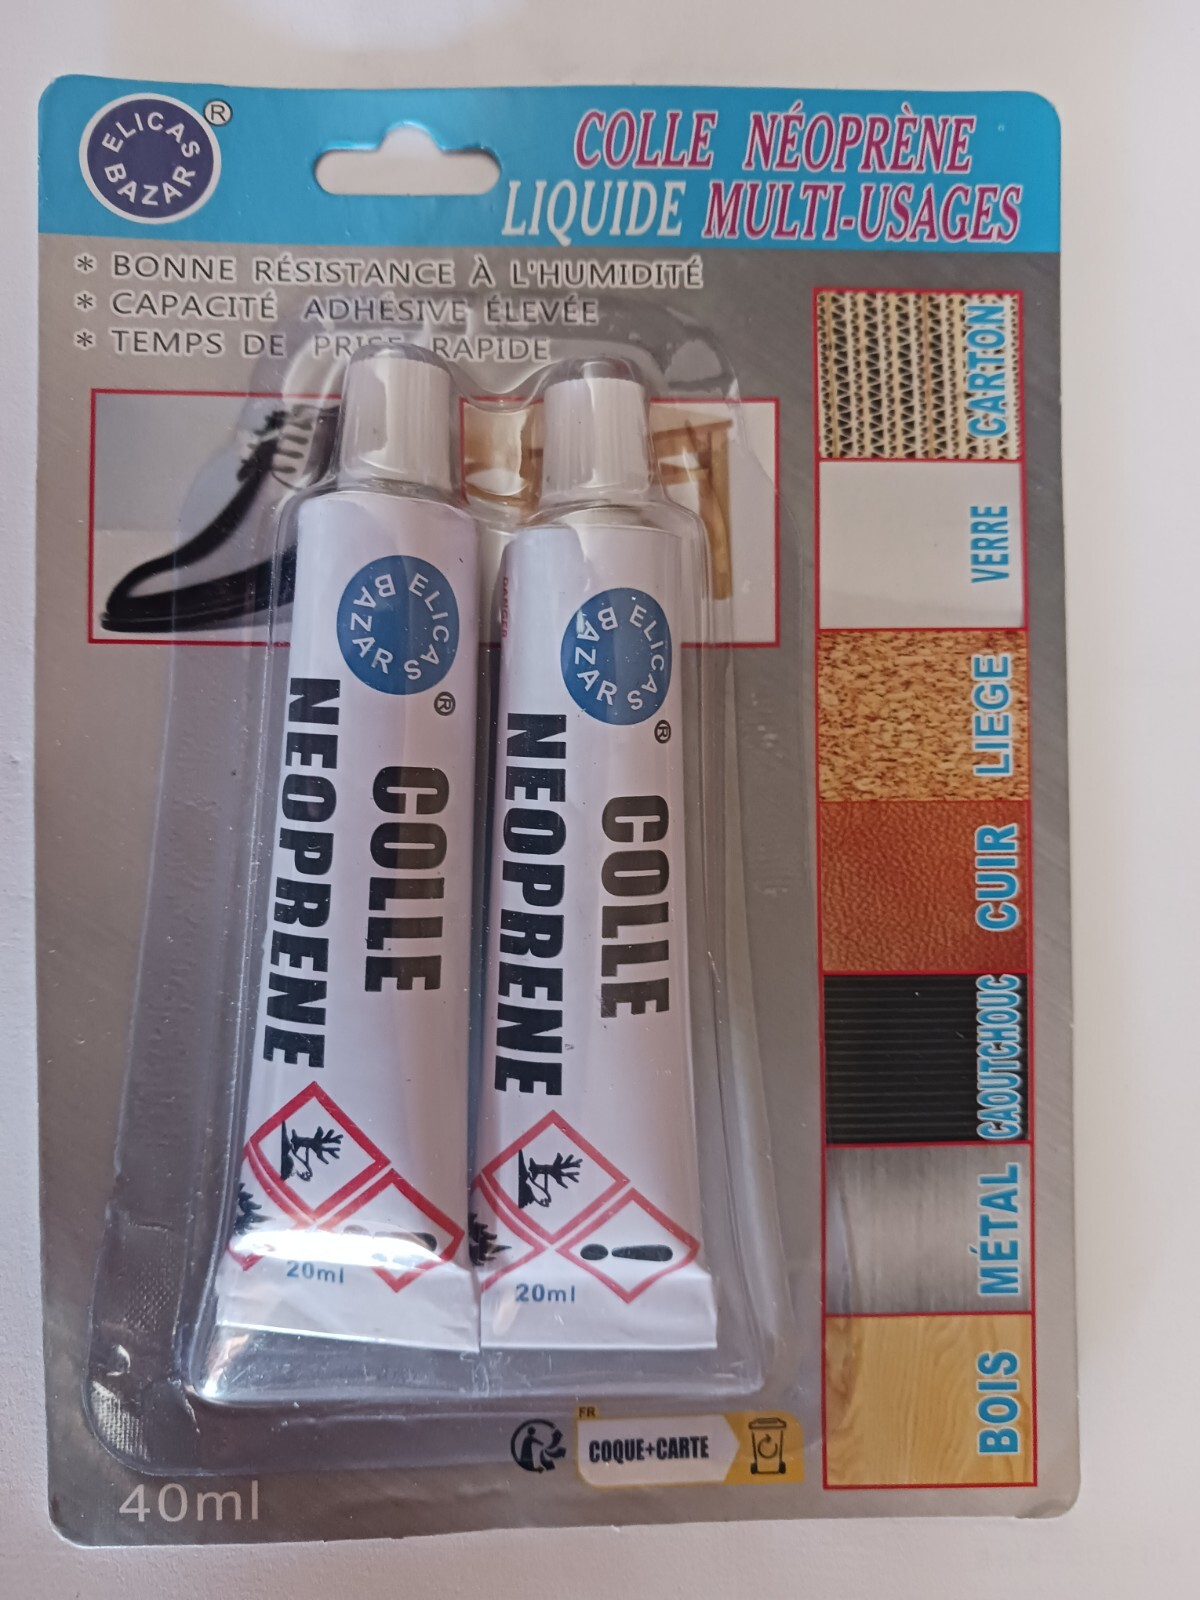 ELICAS BAZAR ®
COLLE NÉOPRÈNE
LIQUIDE MULTI-USAGES
* BONNE RÉSISTANCE À L'HUMIDITÉ
* CAPACITÉ ADHÉSIVE ÉLEVÉE
* TEMPS DE PRISE RAPIDE
CARTON
VERRE
LIEGE
CUIR
CAOUTCHOUC
MÉTAL
BOIS
ELICAS BAZAR ®
COLLE
NEOPRENE
20ml
DANGER
ELICAS BAZAR ®
COLLE
NEOPRENE
20ml
FR
COQUE+CARTE
40ml